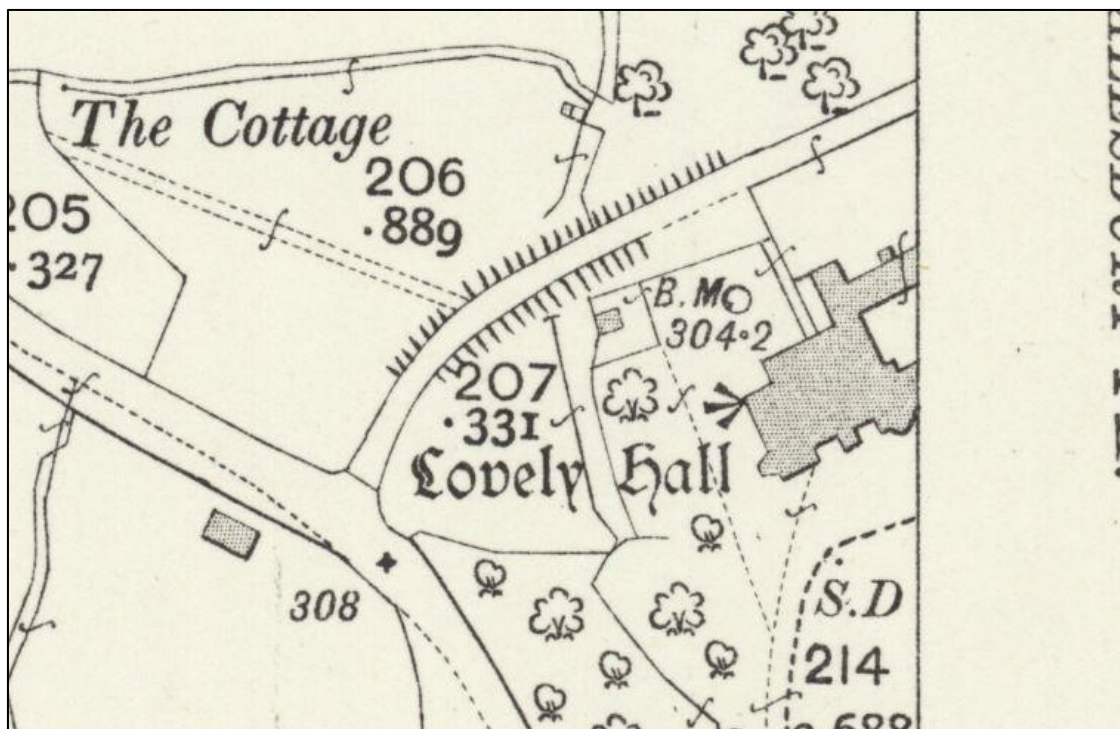 The Cottage
206
.889
205
.327
B.M.
304.2
207
.331
Lovely Hall
308
S.D
214